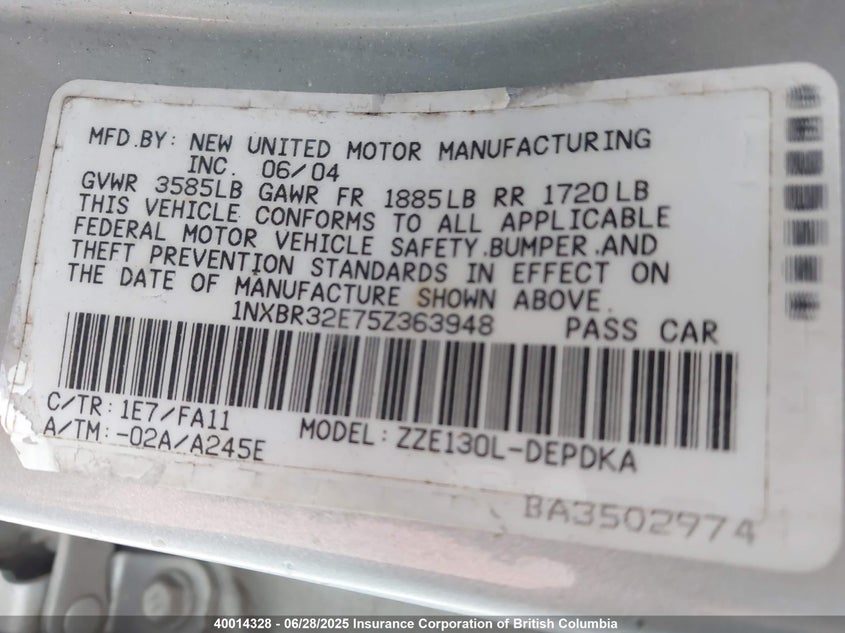 MFD.BY: NEW UNITED MOTOR MANUFACTURING
INC. 06/04
GVWR 3585LB GAWR FR 1885LB RR 1720LB
THIS VEHICLE CONFORMS TO ALL APPLICABLE
FEDERAL MOTOR VEHICLE SAFETY,BUMPER,AND
THEFT PREVENTION STANDARDS IN EFFECT ON
THE DATE OF MANUFACTURE SHOWN ABOVE.
1NXBR32E75Z363948 PASS CAR
C/TR: 1E7/FA11
A/TM: -02A/A245E MODEL: ZZE130L-DEPDKA
BA3502974
40014328 - 06/28/2025 Insurance Corporation of British Columbia